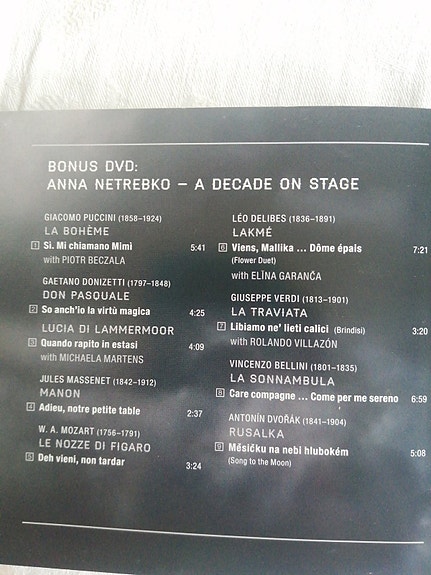 BONUS DVD:
ANNA NETREBKO – A DECADE ON STAGE
GIACOMO PUCCINI (1858–1924)
LA BOHÈME
1 Sì. Mi chiamano Mimì 5:41
with PIOTR BECZALA
GAETANO DONIZETTI (1797–1848)
DON PASQUALE
2 So anch'io la virtù magica 4:25
LUCIA DI LAMMERMOOR
3 Quando rapito in estasi 4:09
with MICHAELA MARTENS
JULES MASSENET (1842–1912)
MANON
4 Adieu, notre petite table 2:37
W. A. MOZART (1756–1791)
LE NOZZE DI FIGARO
5 Deh vieni, non tardar 3:24
LÉO DELIBES (1836–1891)
LAKMÉ
6 Viens, Mallika ... Dôme épais 7:21
(Flower Duet)
with ELĪNA GARANČA
GIUSEPPE VERDI (1813–1901)
LA TRAVIATA
7 Libiamo ne' lieti calici (Brindisi) 3:20
with ROLANDO VILLAZÓN
VINCENZO BELLINI (1801–1835)
LA SONNAMBULA
8 Care compagne ... Come per me sereno 6:59
ANTONÍN DVOŘÁK (1841–1904)
RUSALKA
9 Měsíčku na nebi hlubokém 5:08
(Song to the Moon)